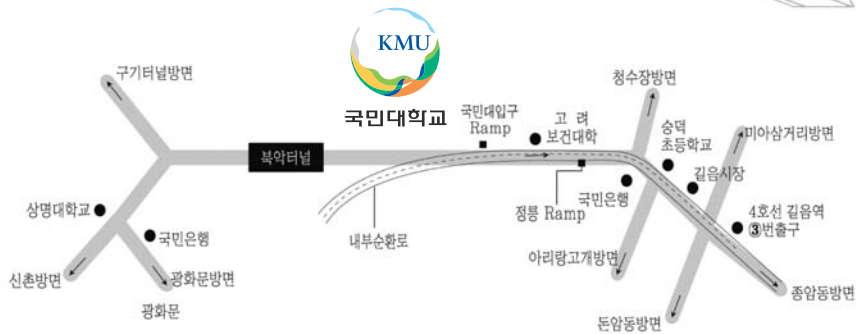 KMU
국민대학교
구기터널방면
북악터널
국민대입구
Ramp
고 려
보건대학
청수장방면
숭덕
초등학교
미아삼거리방면
길음시장
상명대학교
국민은행
신촌방면
광화문방면
광화문
내부순환로
정릉 Ramp
국민은행
4호선 길음역
③번출구
아리랑고개방면
돈암동방면
종암동방면